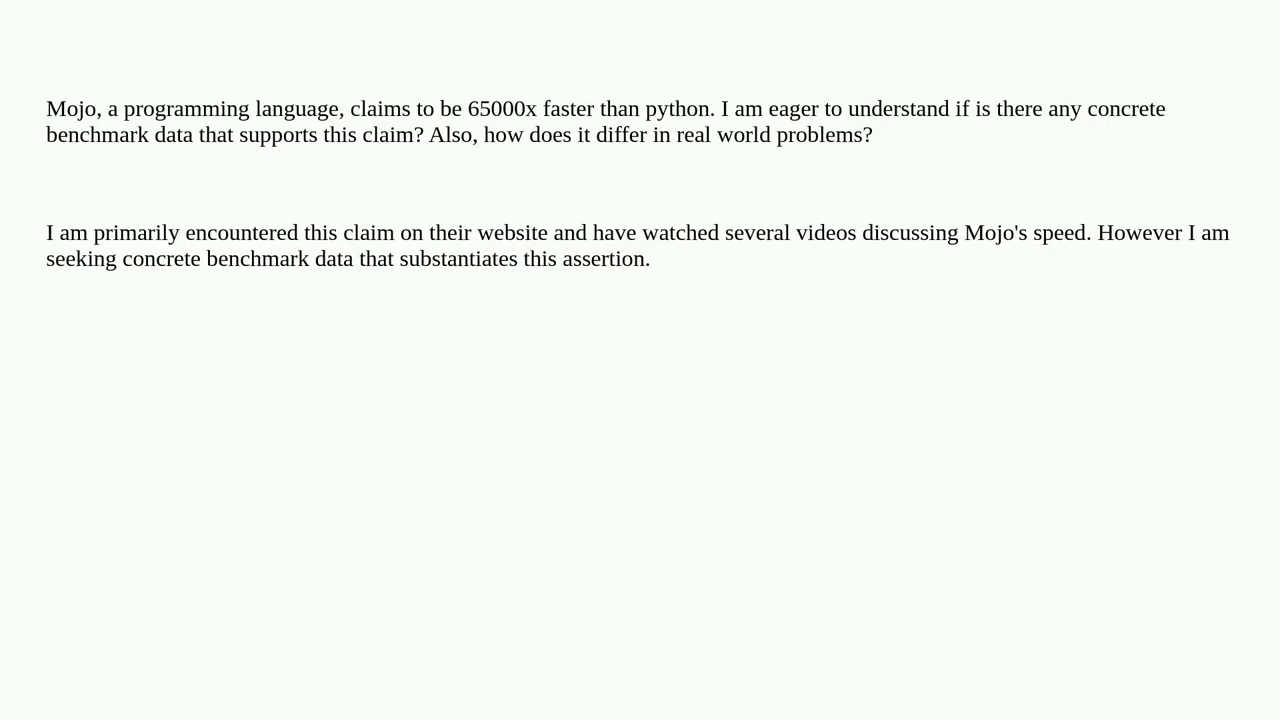 Mojo, a programming language, claims to be 65000x faster than python. I am eager to understand if is there any concrete
benchmark data that supports this claim? Also, how does it differ in real world problems?
I am primarily encountered this claim on their website and have watched several videos discussing Mojo's speed. However I am
seeking concrete benchmark data that substantiates this assertion.